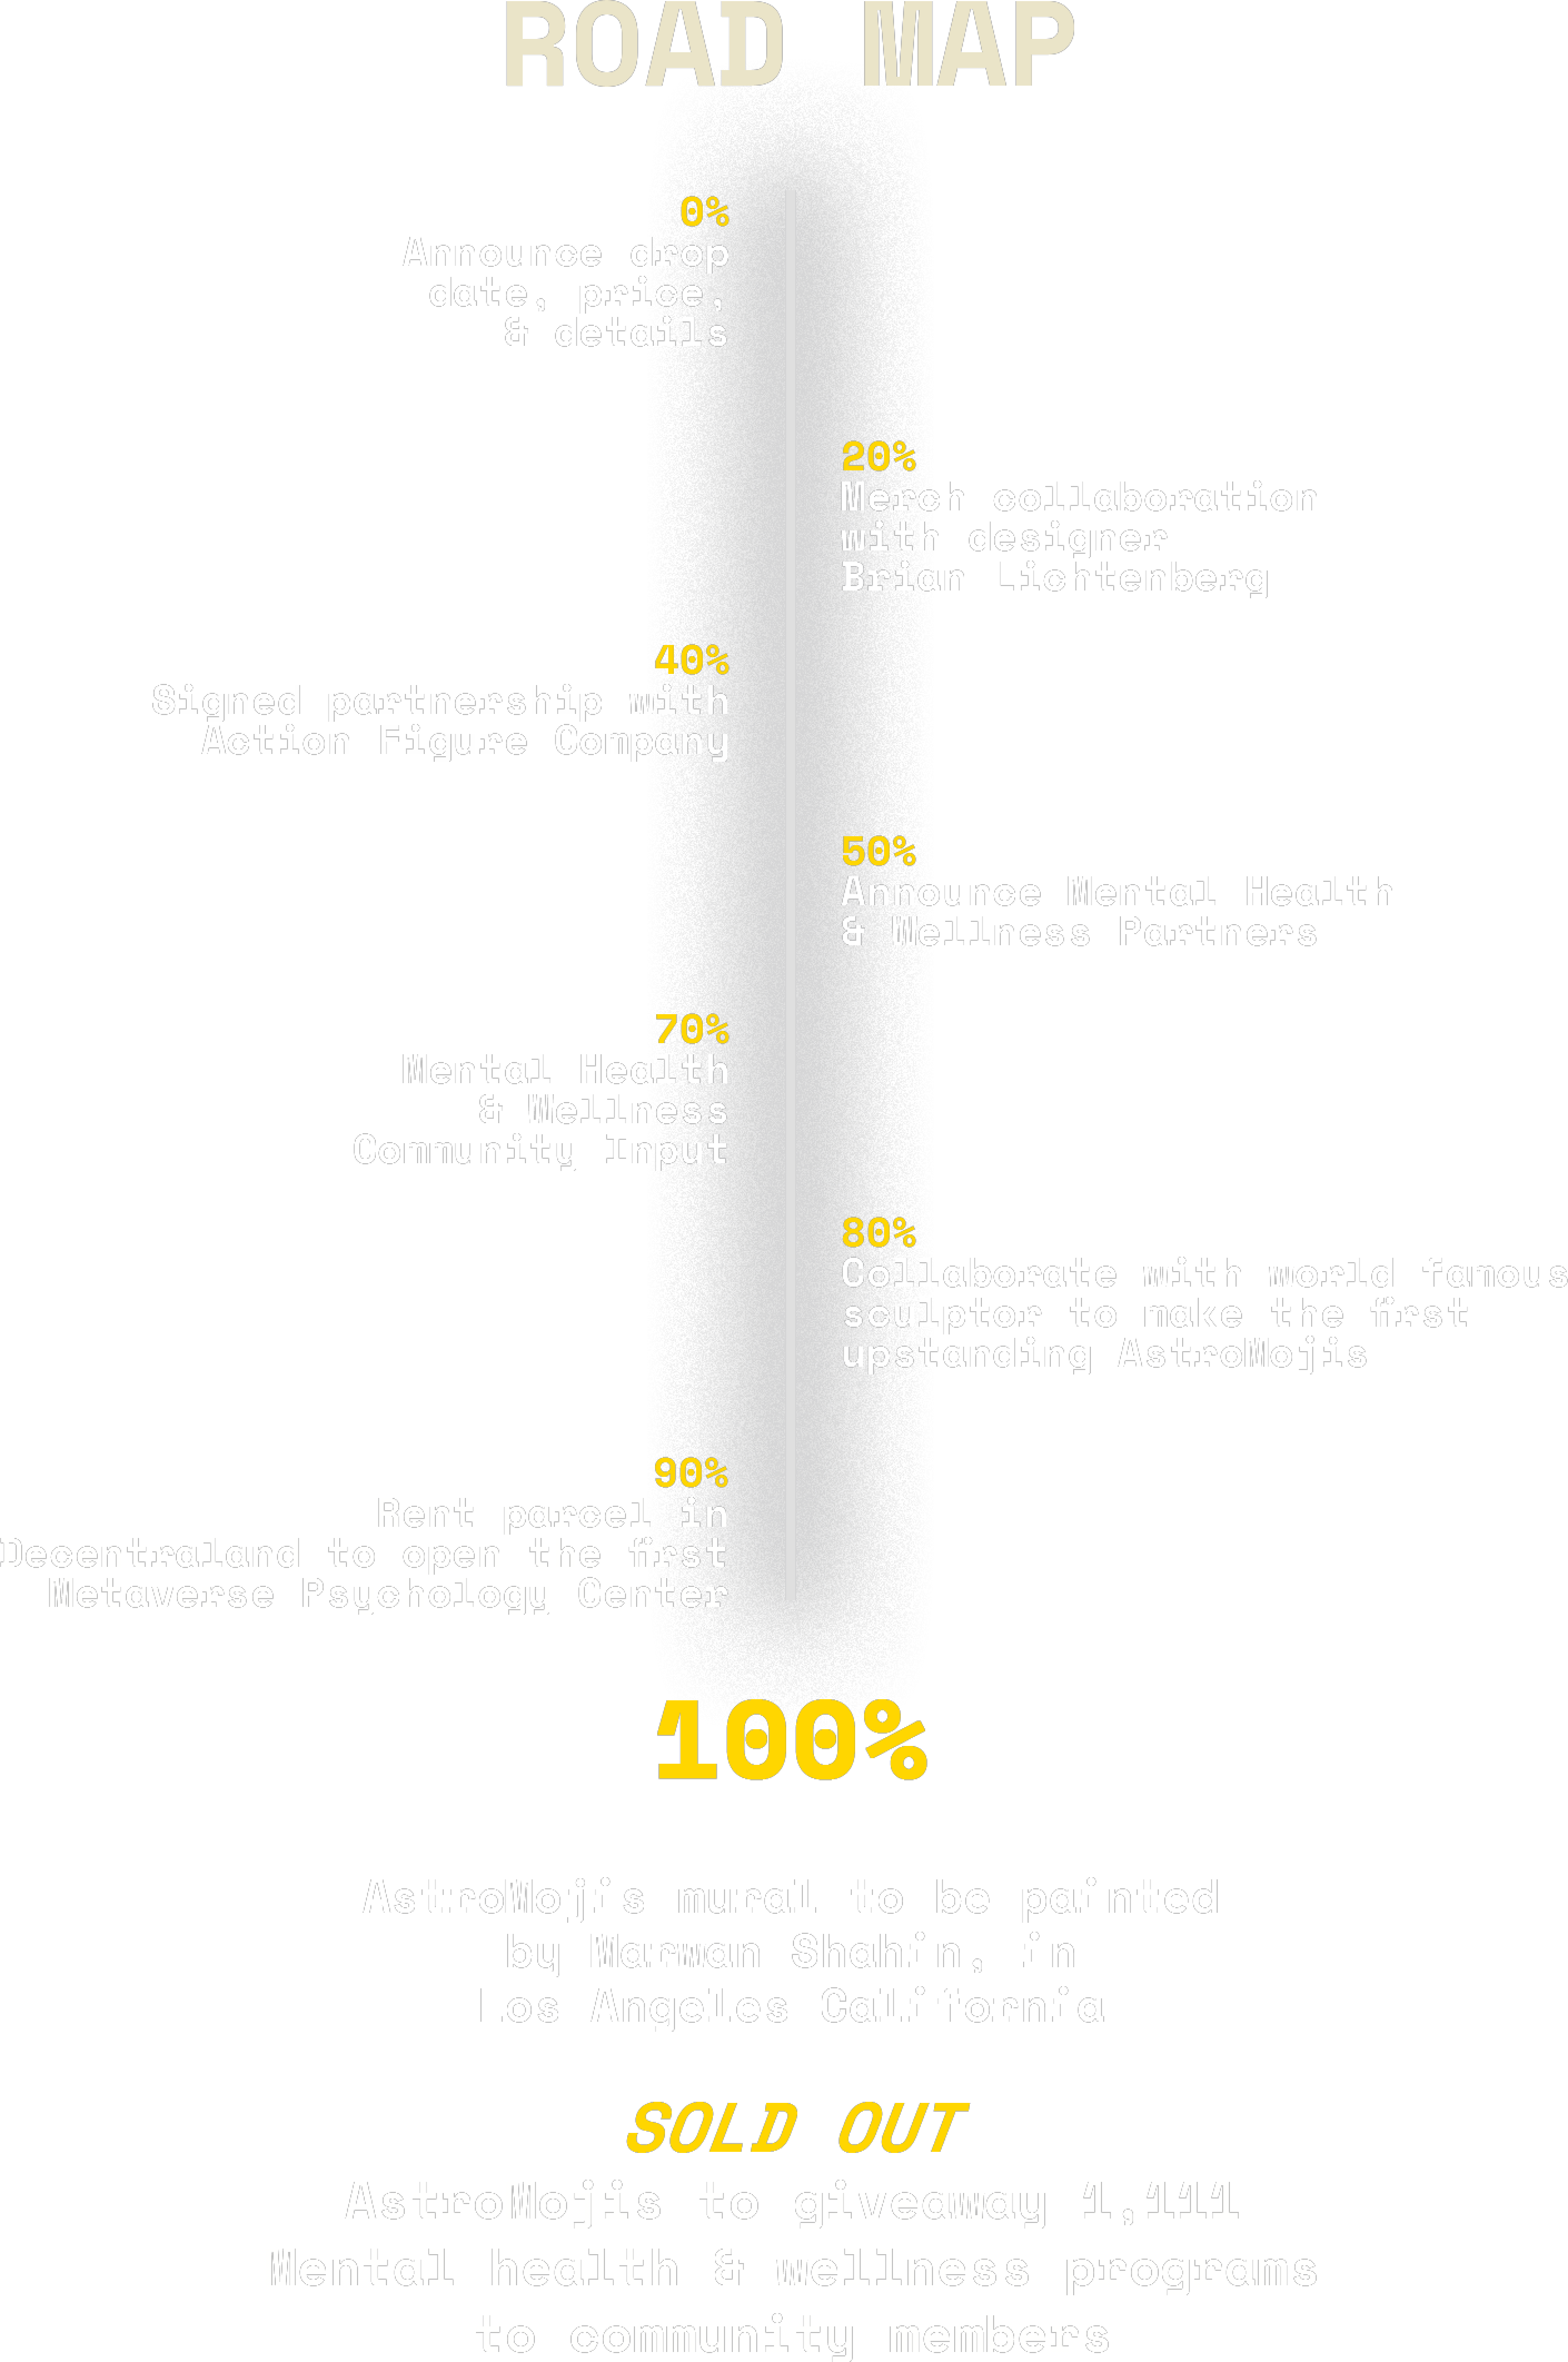 ROAD MAP
0%
Announce drop
date, price,
& details
20%
Merch collaboration
with designer
Brian Lichtenberg
40%
Signed partnership with
Action Figure Company
50%
Announce Mental Health
& Wellness Partners
70%
Mental Health
& Wellness
Community Input
80%
Collaborate with world famous
sculptor to make the first
upstanding AstroMojis
90%
Rent parcel in
Decentraland to open the first
Metaverse Psychology Center
100%
AstroMojis mural to be painted
by Marwan Shahin, in
Los Angeles California
SOLD OUT
AstroMojis to giveaway 1,111
Mental health & wellness programs
to community members